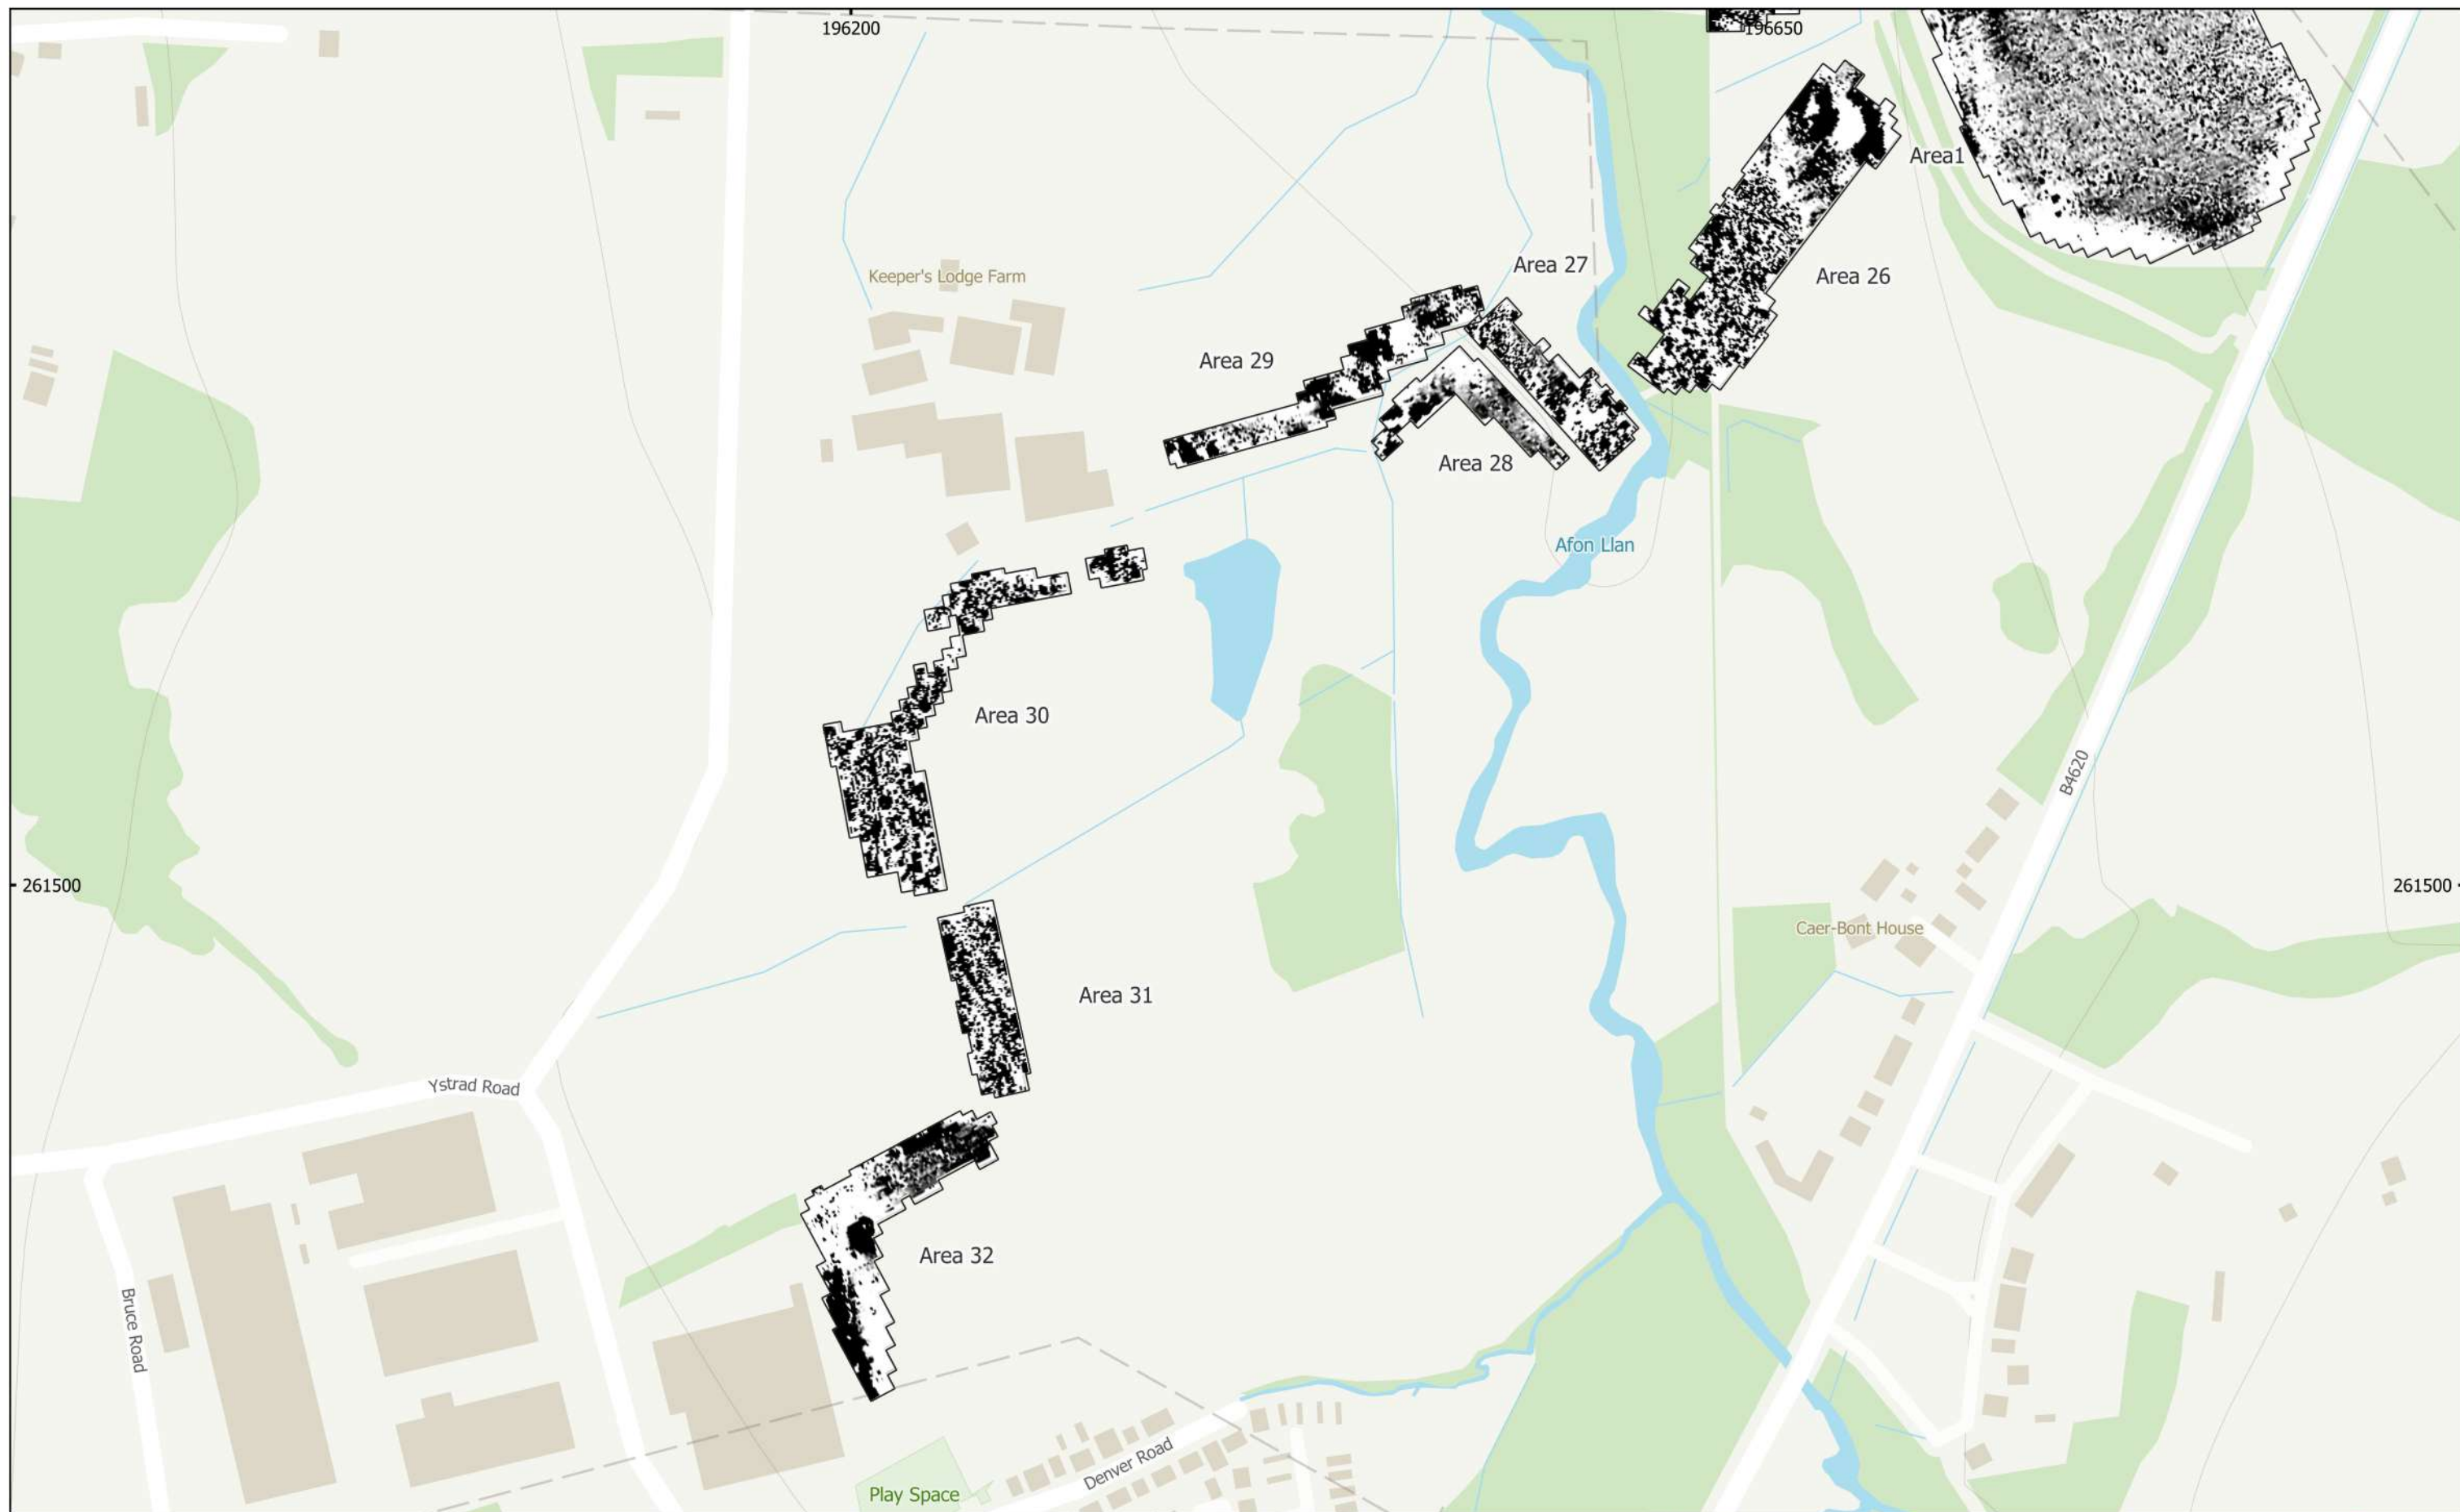 196200
196650
Area1
Area 27
Area 26
Keeper's Lodge Farm
Area 29
Area 28
Afon Llan
Area 30
B4620
261500
261500
Caer-Bont House
Area 31
Ystrad Road
Area 32
Bruce Road
Denver Road
Play Space